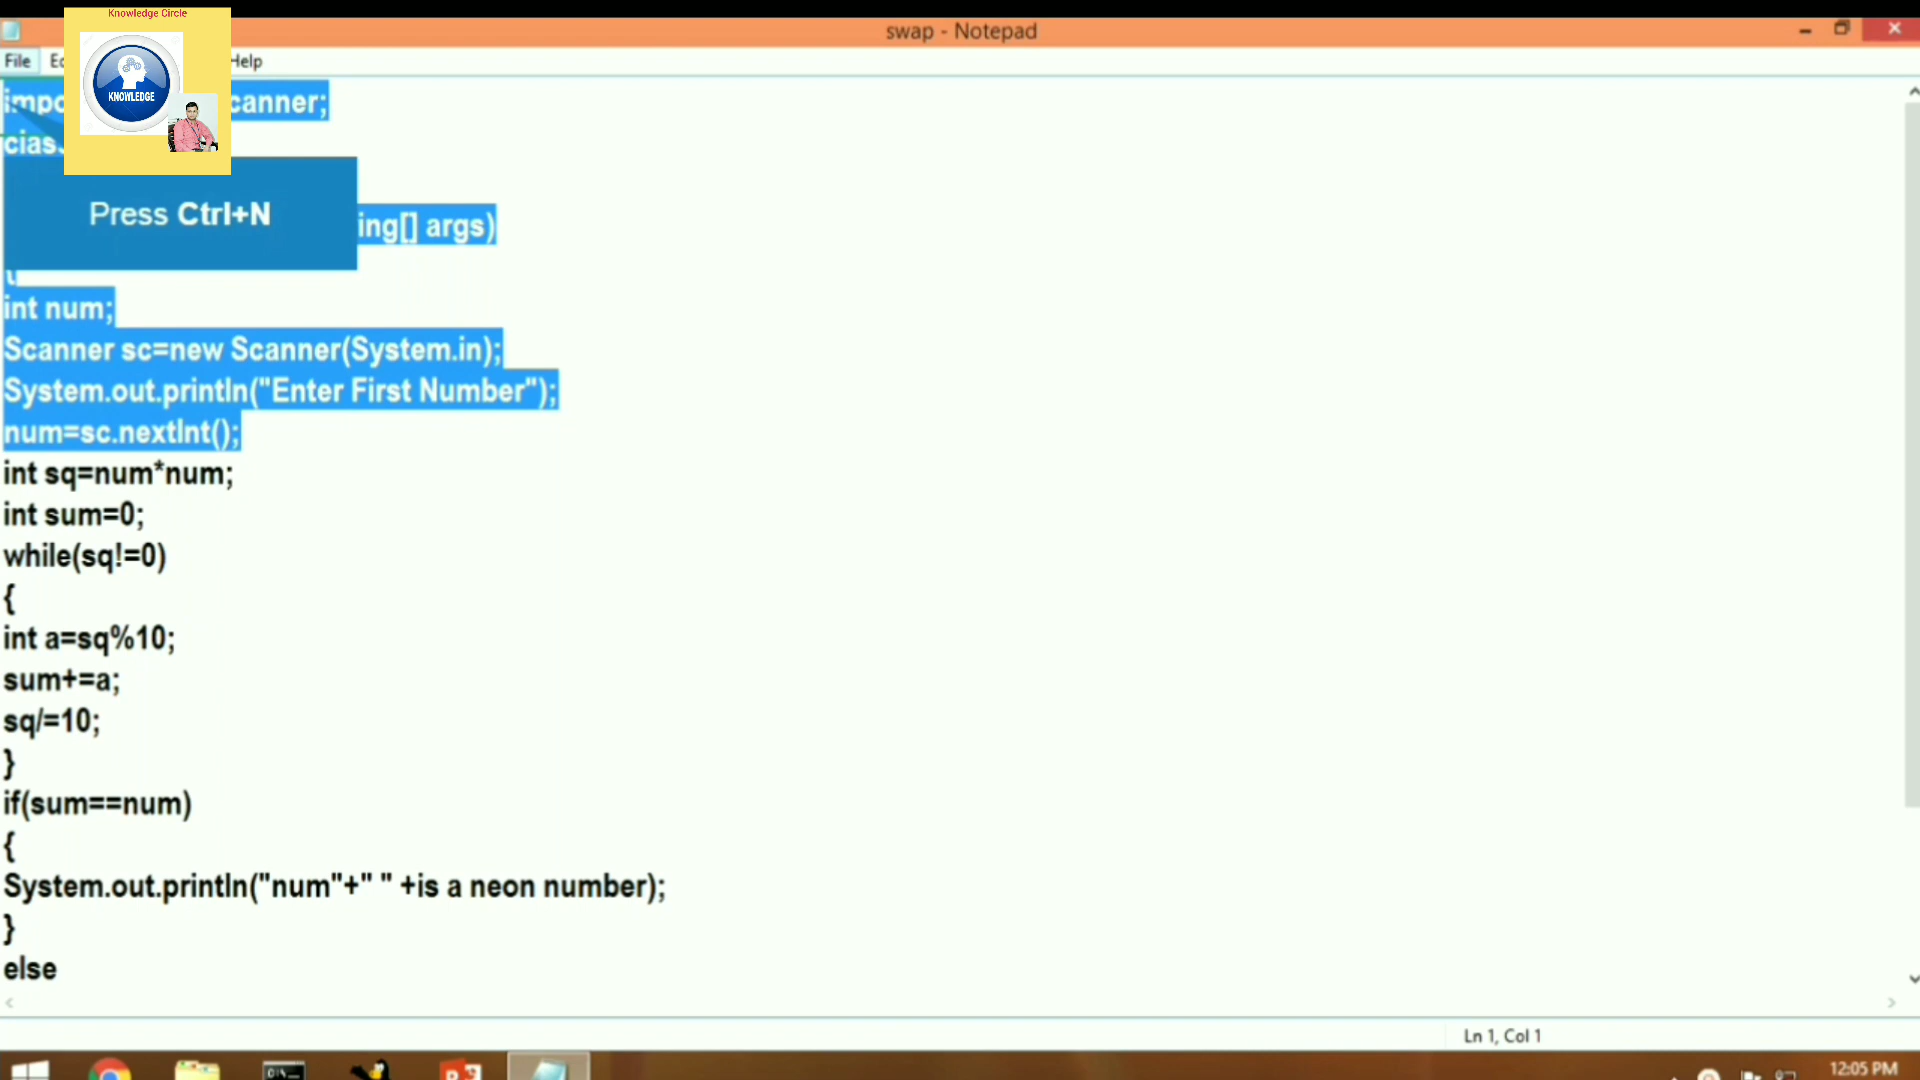 Knowledge Circle
swap - Notepad
File Ed Help
KNOWLEDGE
impo canner;
clas
Press Ctrl+N
ing[] args)
{
int num;
Scanner sc=new Scanner(System.in);
System.out.println("Enter First Number");
num=sc.nextInt();
int sq=num*num;
int sum=0;
while(sq!=0)
{
int a=sq%10;
sum+=a;
sq/=10;
}
if(sum==num)
{
System.out.println("num"+" " +is a neon number);
}
else
Ln 1, Col 1
12:05 PM